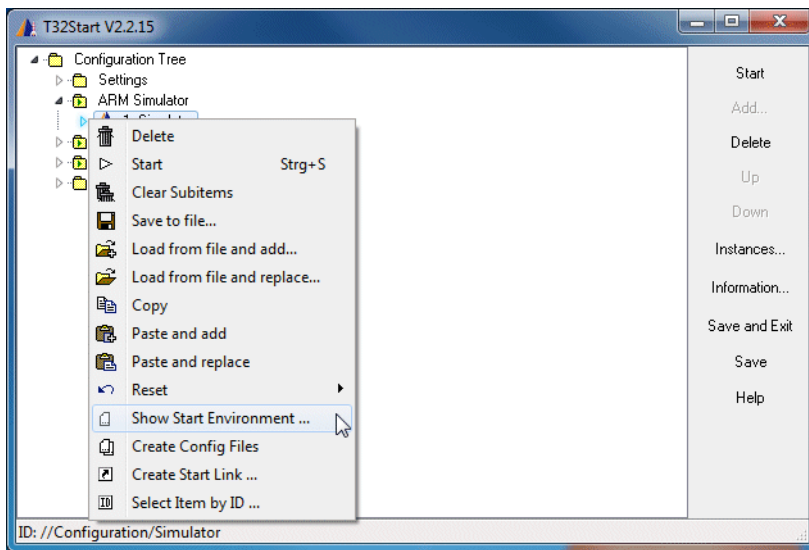 T32Start V2.2.15
Configuration Tree
Settings
ARM Simulator
Delete
Start Strg+S
Clear Subitems
Save to file...
Load from file and add...
Load from file and replace...
Copy
Paste and add
Paste and replace
Reset
Show Start Environment ...
Create Config Files
Create Start Link ...
ID Select Item by ID ...
Start
Add...
Delete
Up
Down
Instances...
Information...
Save and Exit
Save
Help
ID: //Configuration/Simulator